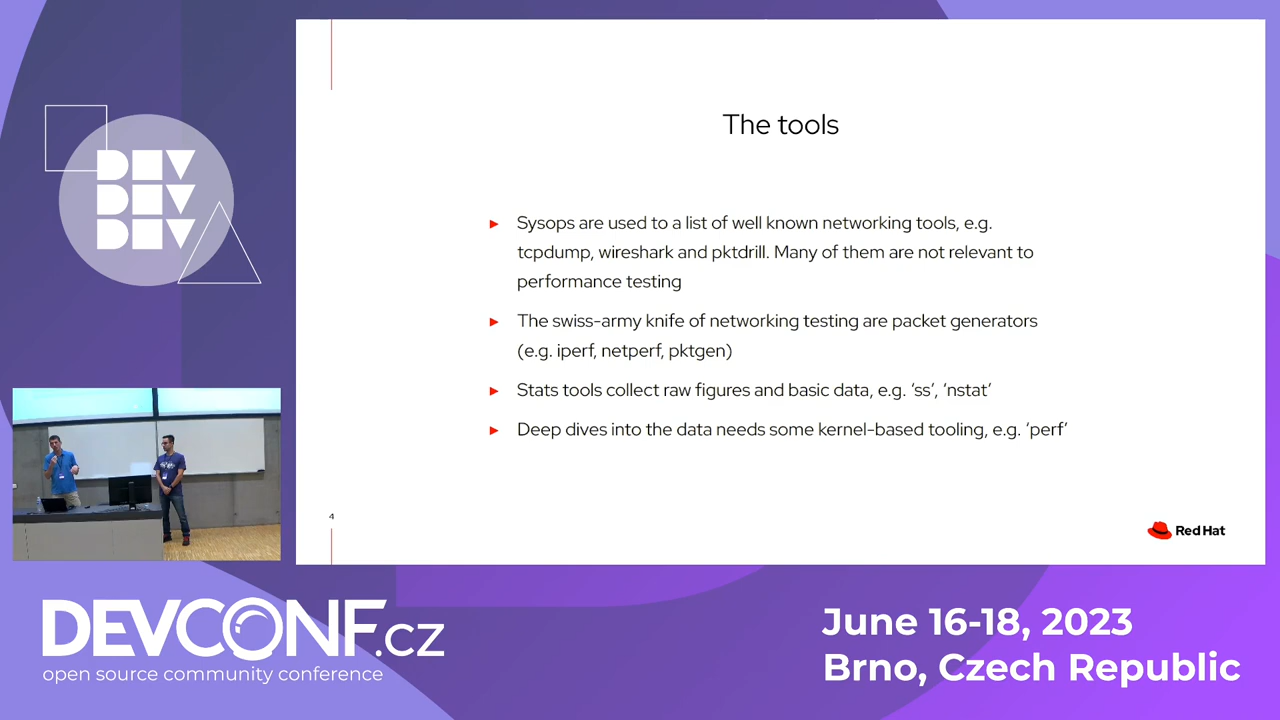 DEV
DEV
DEV
The tools
Sysops are used to a list of well known networking tools, e.g.
tcpdump, wireshark and pktdrill. Many of them are not relevant to
performance testing
The swiss-army knife of networking testing are packet generators
(e.g. iperf, netperf, pktgen)
Stats tools collect raw figures and basic data, e.g. ‘ss’, ‘nstat’
Deep dives into the data needs some kernel-based tooling, e.g. ‘perf’
4
Red Hat
DEVCONF.CZ
open source community conference
June 16-18, 2023
Brno, Czech Republic